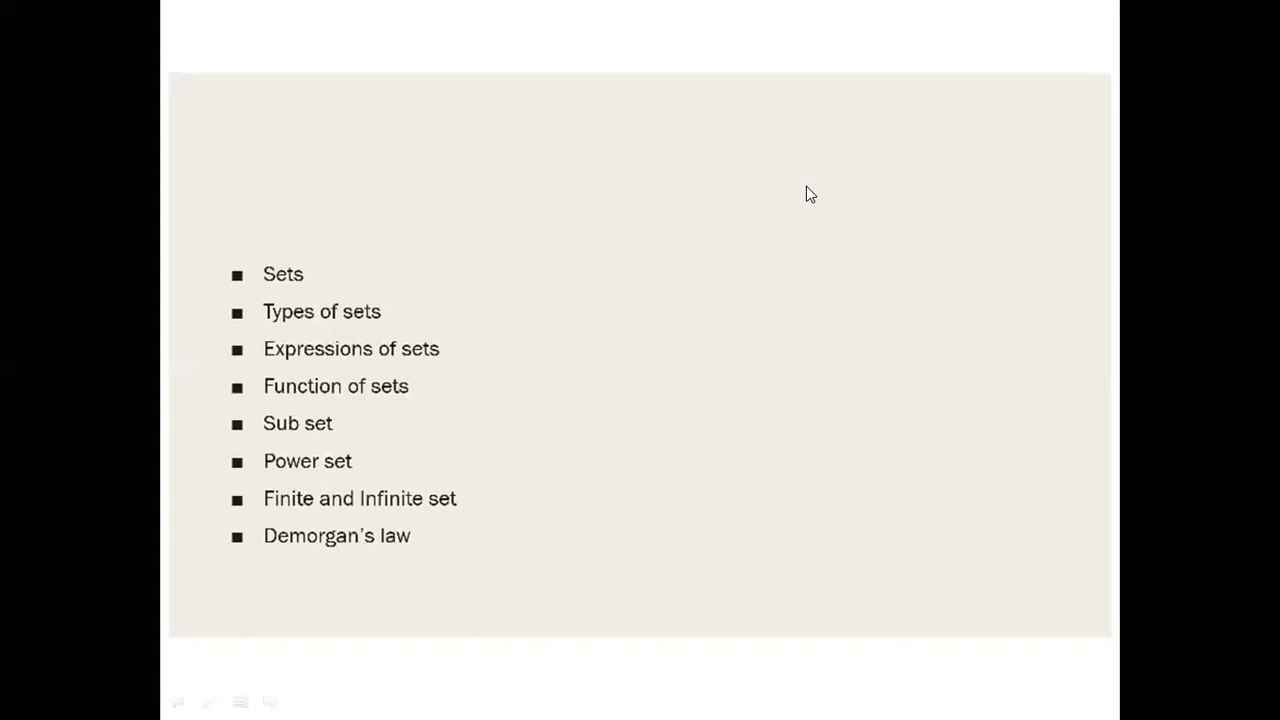 ■ Sets
■ Types of sets
■ Expressions of sets
■ Function of sets
■ Sub set
■ Power set
■ Finite and Infinite set
■ Demorgan's law